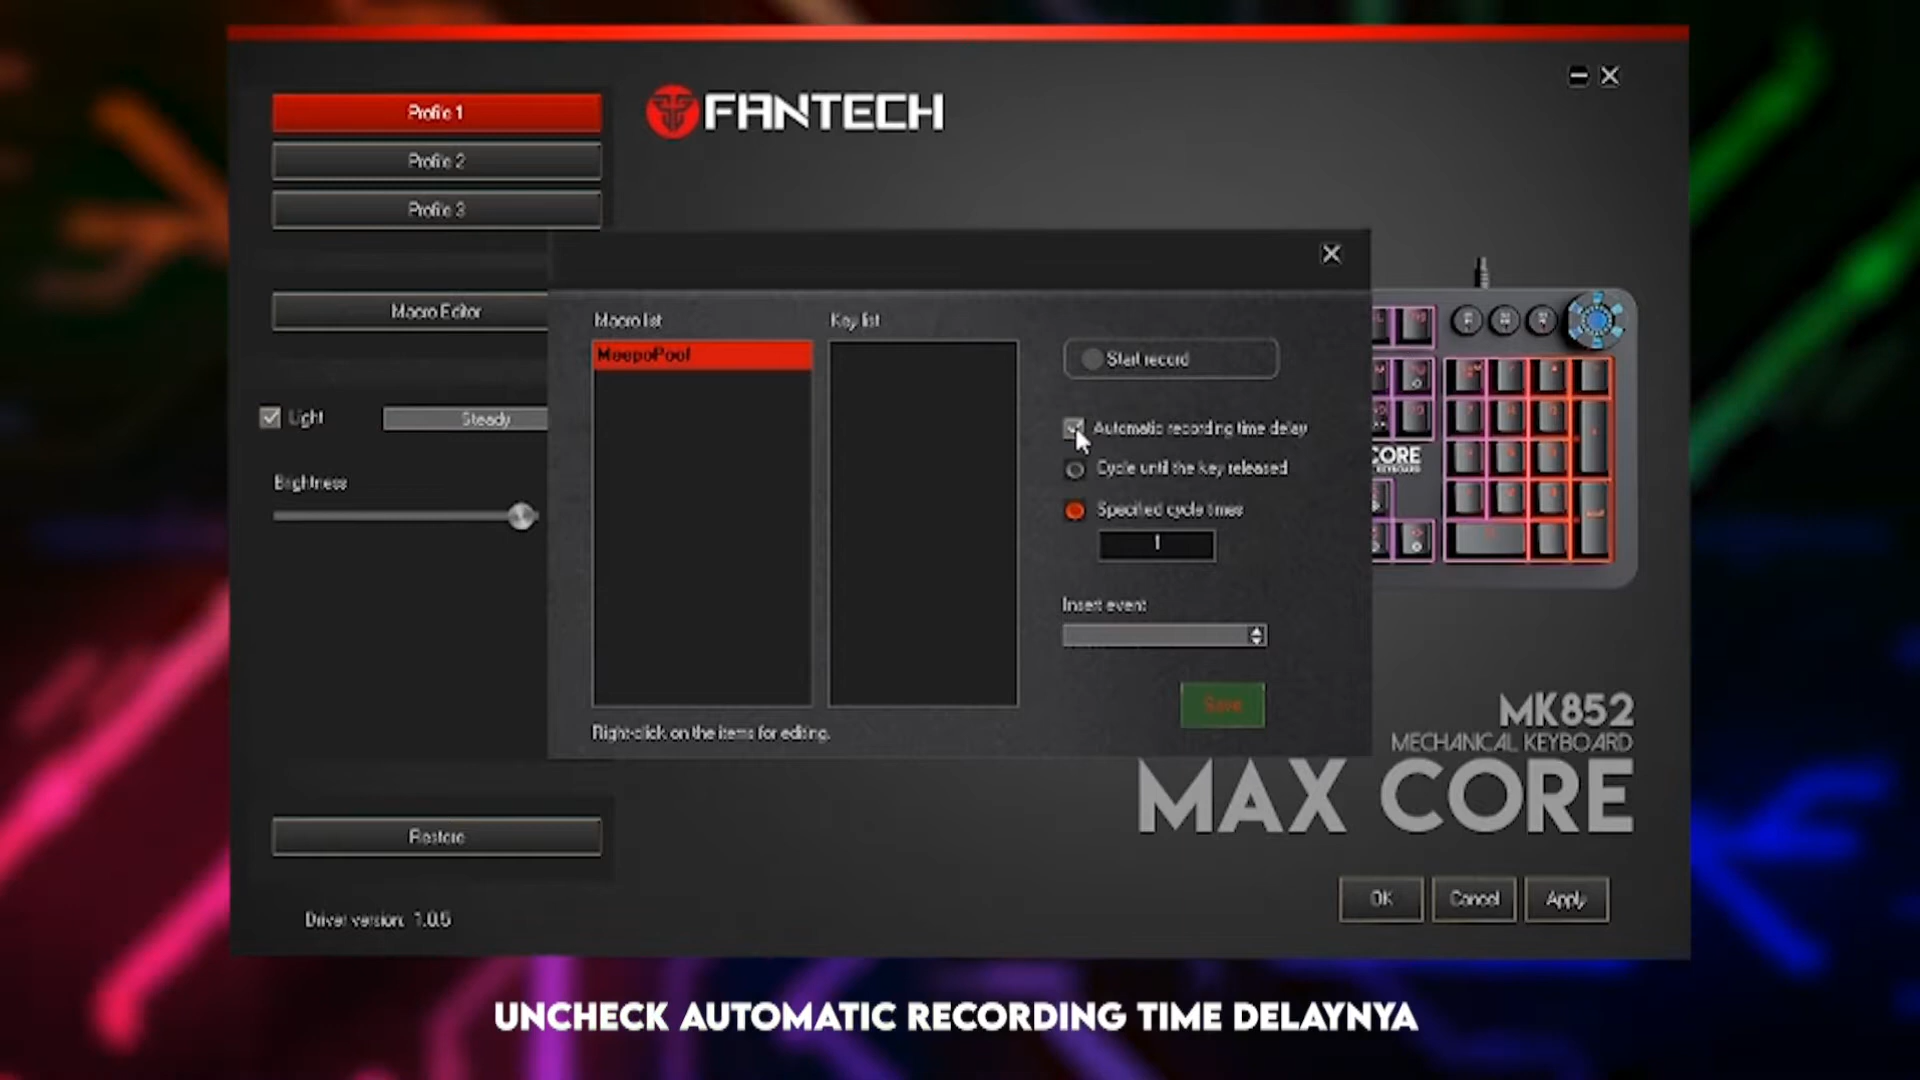 Profile 1
FANTECH
Profile 2
Profile 3
Macro list
Key list
Macro Editor
MeepoPoof
Start record
Light
Steady
Automatic recording time delay
Cycle until the key released
CORE
KEYBOARD
Brightness
Specified cycle times
1
Insert event
Save
Right-click on the items for editing.
MK852
MECHANICAL KEYBOARD
MAX CORE
Restore
OK
Cancel
Apply
Driver version: 1.0.5
UNCHECK AUTOMATIC RECORDING TIME DELAYNYA